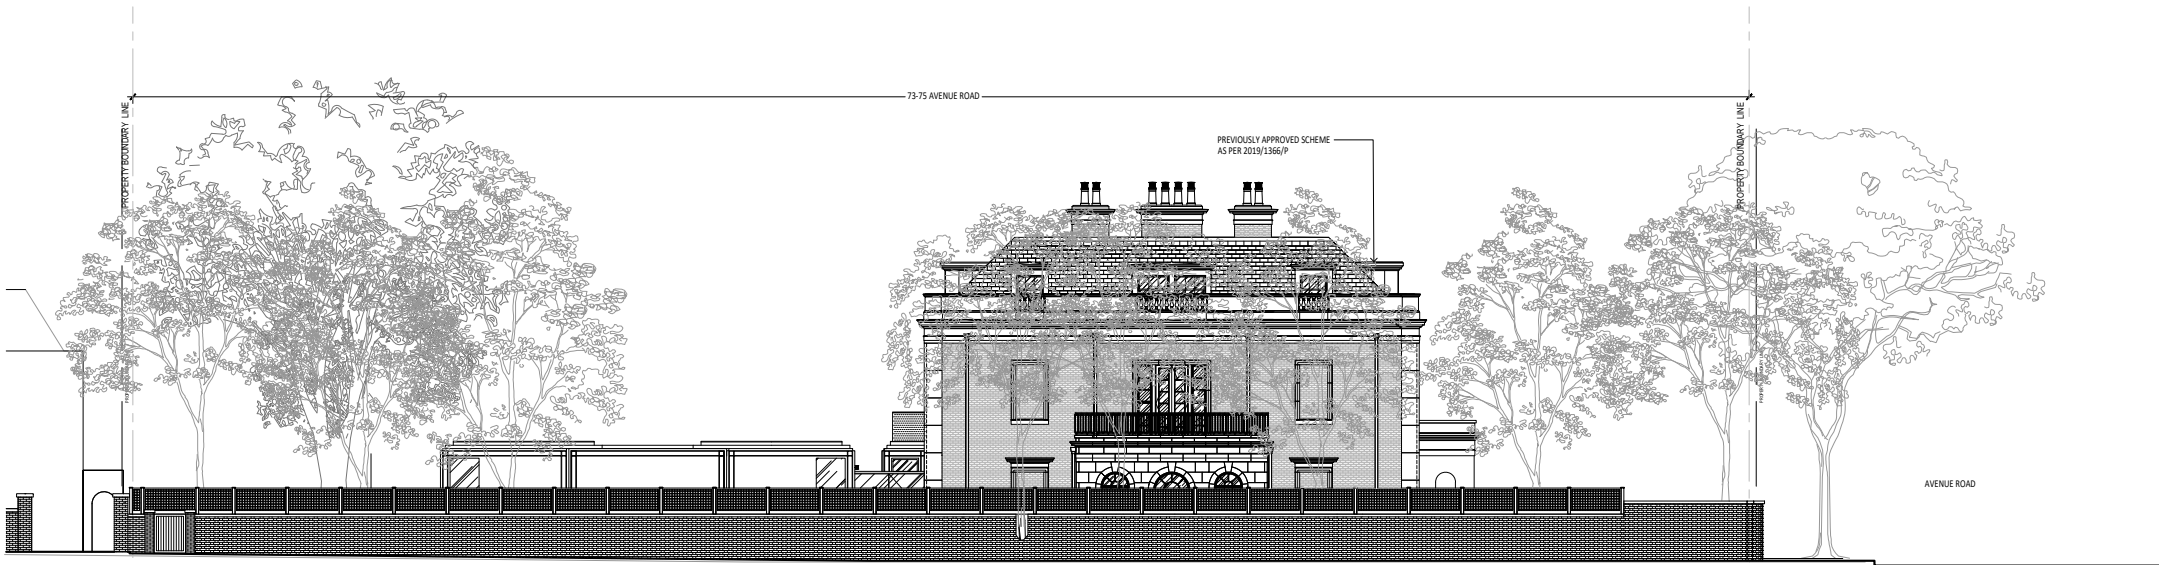 73-75 AVENUE ROAD
PROPERTY BOUNDARY LINE
PROPERTY BOUNDARY LINE
PREVIOUSLY APPROVED SCHEME
AS PER 2019/1366/P
AVENUE ROAD